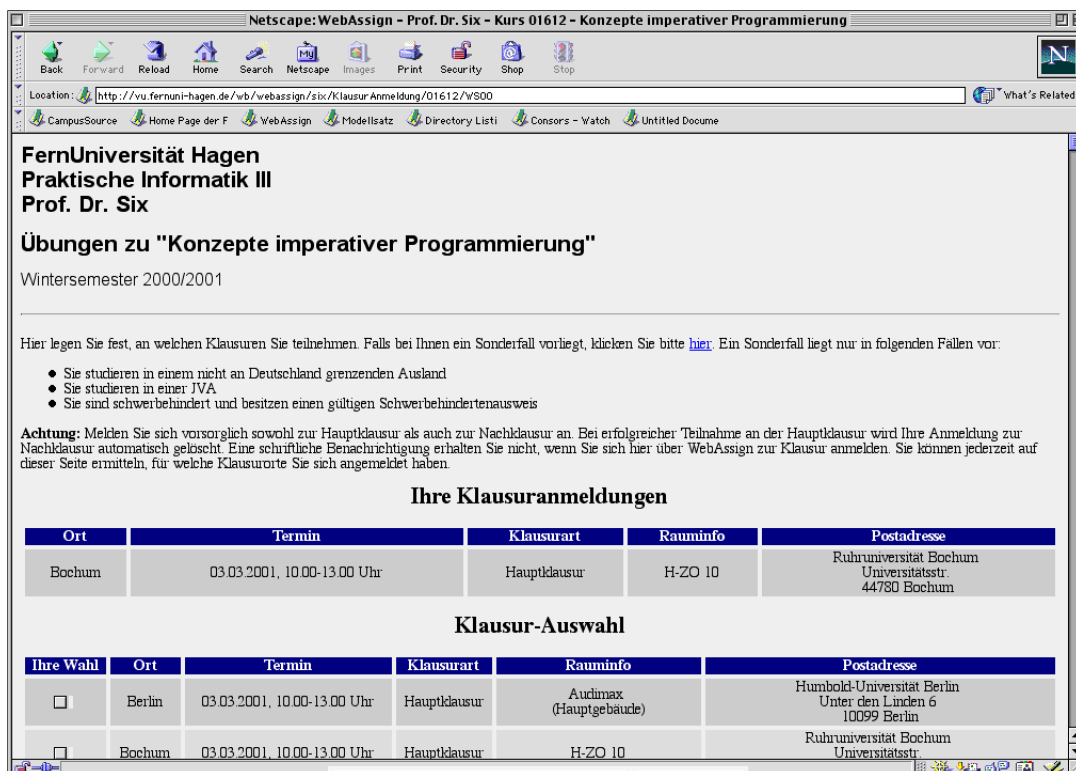 Netscape: WebAssign - Prof. Dr. Six - Kurs 01612 - Konzepte imperativer Programmierung
Back Forward Reload Home Search Netscape Images Print Security Shop Stop
My
N
Location: http://vu.fernuni-hagen.de/wb/webassign/six/KlausurAnmeldung/01612/WS00 What's Related
CampusSource Home Page der F WebAssign Modellsatz Directory Listi Consors - Watch Untitled Docume
FernUniversität Hagen
Praktische Informatik III
Prof. Dr. Six
Übungen zu "Konzepte imperativer Programmierung"
Wintersemester 2000/2001
Hier legen Sie fest, an welchen Klausuren Sie teilnehmen. Falls bei Ihnen ein Sonderfall vorliegt, klicken Sie bitte hier. Ein Sonderfall liegt nur in folgenden Fällen vor:
● Sie studieren in einem nicht an Deutschland grenzenden Ausland
● Sie studieren in einer JVA
● Sie sind schwerbehindert und besitzen einen gültigen Schwerbehindertenausweis
Achtung: Melden Sie sich vorsorglich sowohl zur Hauptklausur als auch zur Nachklausur an. Bei erfolgreicher Teilnahme an der Hauptklausur wird Ihre Anmeldung zur
Nachklausur automatisch gelöscht. Eine schriftliche Benachrichtigung erhalten Sie nicht, wenn Sie sich hier über WebAssign zur Klausur anmelden. Sie können jederzeit auf
dieser Seite ermitteln, für welche Klausurorte Sie sich angemeldet haben.
Ihre Klausuranmeldungen
Ort Termin Klausurart Rauminfo Postadresse
Bochum 03.03.2001, 10.00-13.00 Uhr Hauptklausur H-ZO 10 Ruhruniversität Bochum
Universitätsstr.
44780 Bochum
Klausur-Auswahl
Ihre Wahl Ort Termin Klausurart Rauminfo Postadresse
Berlin 03.03.2001, 10.00-13.00 Uhr Hauptklausur Audimax
(Hauptgebäude)
Humbold-Universität Berlin
Unter den Linden 6
10099 Berlin
Bochum 03.03.2001, 10.00-13.00 Uhr Hauptklausur H-ZO 10 Ruhruniversität Bochum
Universitätsstr.